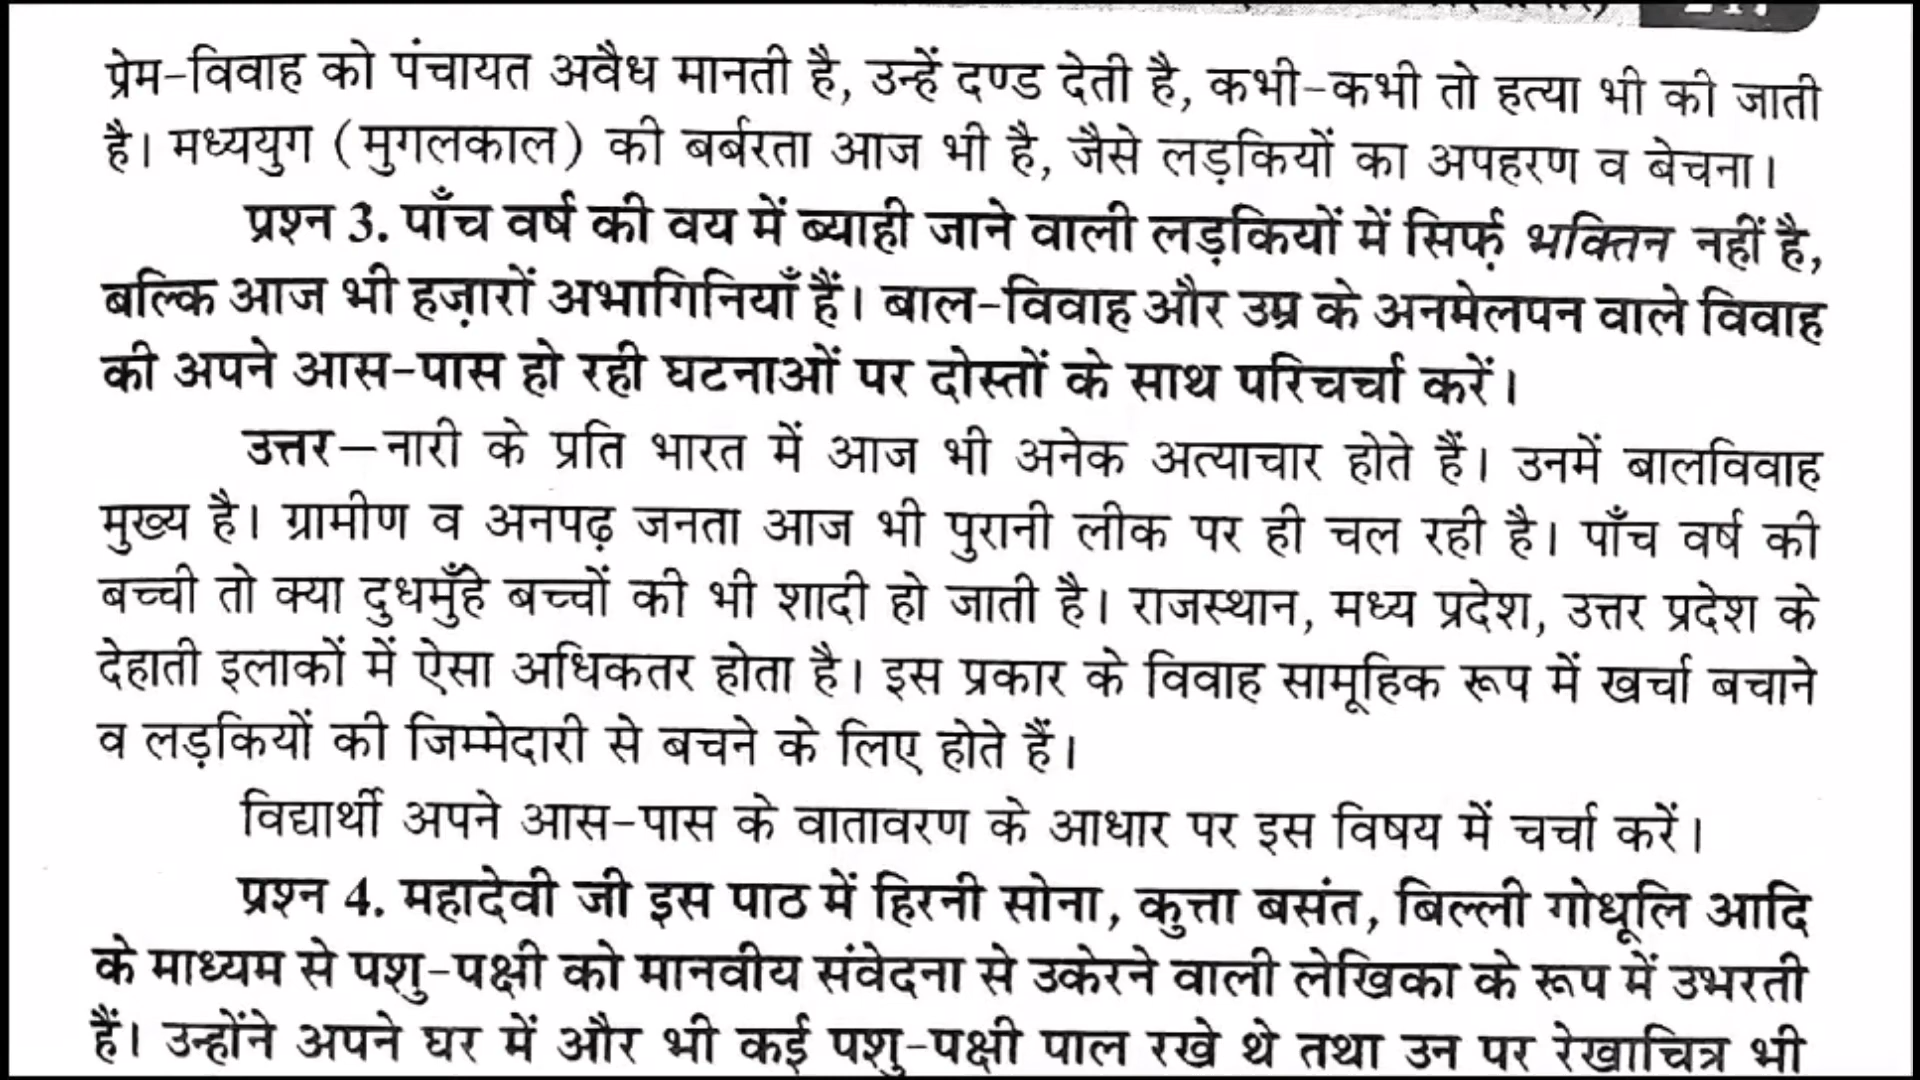 प्रेम-विवाह को पंचायत अवैध मानती है, उन्हें दण्ड देती है, कभी-कभी तो हत्या भी की जाती
है। मध्ययुग (मुगलकाल) की बर्बरता आज भी है, जैसे लड़कियों का अपहरण व बेचना।
प्रश्न 3. पाँच वर्ष की वय में ब्याही जाने वाली लड़कियों में सिर्फ़ भक्तिन नहीं है,
बल्कि आज भी हज़ारों अभागिनियाँ हैं। बाल-विवाह और उम्र के अनमेलपन वाले विवाह
की अपने आस-पास हो रही घटनाओं पर दोस्तों के साथ परिचर्चा करें।
उत्तर—नारी के प्रति भारत में आज भी अनेक अत्याचार होते हैं। उनमें बालविवाह
मुख्य है। ग्रामीण व अनपढ़ जनता आज भी पुरानी लीक पर ही चल रही है। पाँच वर्ष की
बच्ची तो क्या दुधमुँहे बच्चों की भी शादी हो जाती है। राजस्थान, मध्य प्रदेश, उत्तर प्रदेश के
देहाती इलाकों में ऐसा अधिकतर होता है। इस प्रकार के विवाह सामूहिक रूप में खर्चा बचाने
व लड़कियों की जिम्मेदारी से बचने के लिए होते हैं।
विद्यार्थी अपने आस-पास के वातावरण के आधार पर इस विषय में चर्चा करें।
प्रश्न 4. महादेवी जी इस पाठ में हिरनी सोना, कुत्ता बसंत, बिल्ली गोधूलि आदि
के माध्यम से पशु-पक्षी को मानवीय संवेदना से उकेरने वाली लेखिका के रूप में उभरती
हैं। उन्होंने अपने घर में और भी कई पशु-पक्षी पाल रखे थे तथा उन पर रेखाचित्र भी